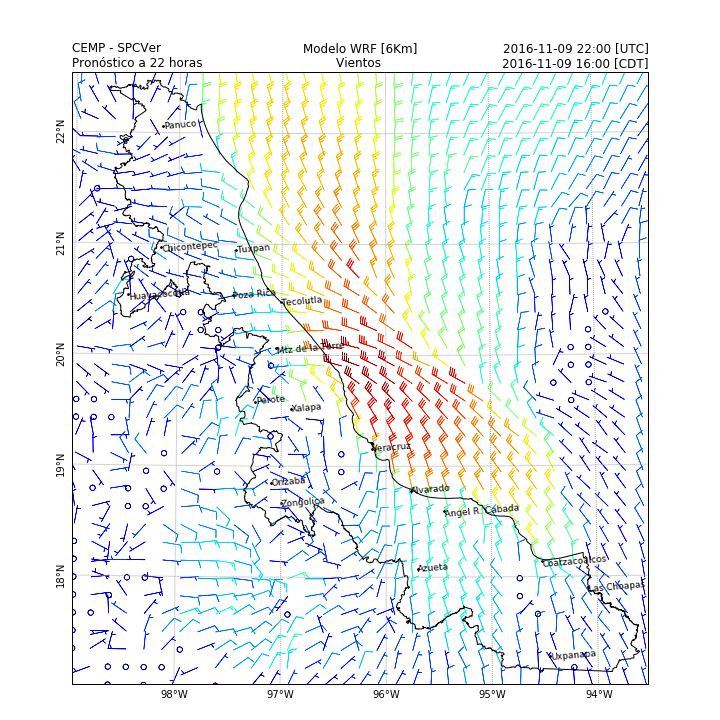 CEMP - SPCVer Modelo WRF [6Km] 2016-11-09 22:00 [UTC]
Pronóstico a 22 horas Vientos 2016-11-09 16:00 [CDT]
22°N
Panuco
21°N
Chicontepec
Tuxpan
Huayacocotla
Poza Rica
Tecolutla
20°N
Mtz de la Torre
Perote
Xalapa
19°N
Veracruz
Orizaba
Alvarado
Zongolica
Angel R. Cabada
18°N
Azueta
Coatzacoalcos
Las Choapas
Uxpanapa
98°W 97°W 96°W 95°W 94°W